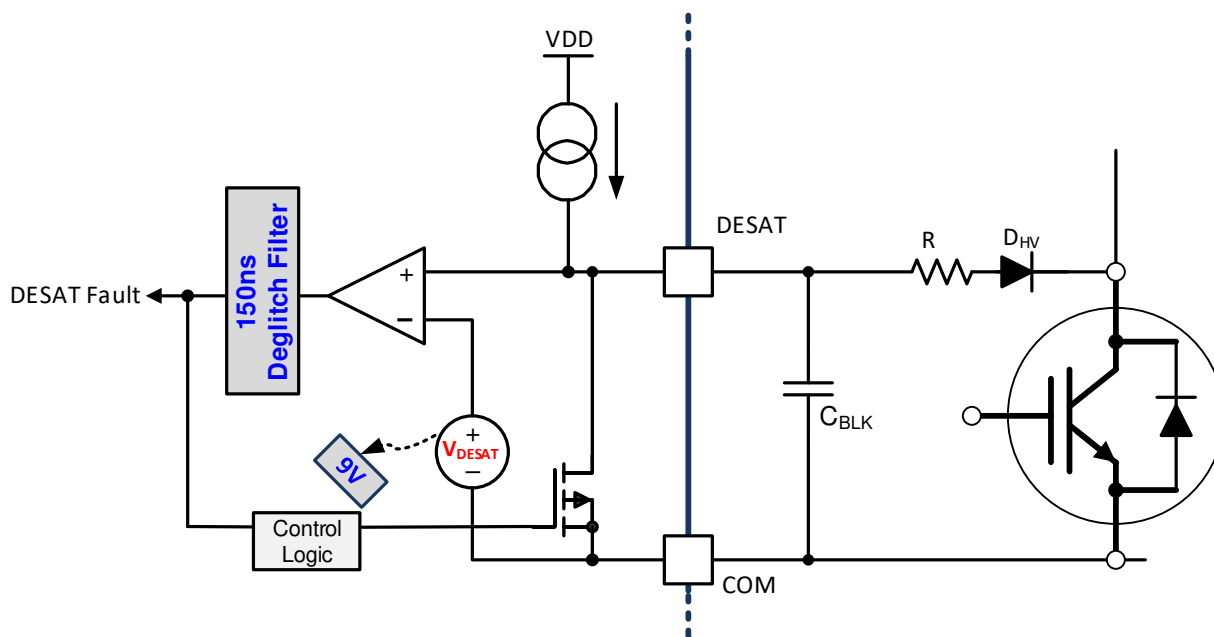 VDD
DESAT
R
DHV
150ns
Deglitch Filter
+
−
DESAT Fault
CBLK
9V
+
VDESAT
−
Control
Logic
COM